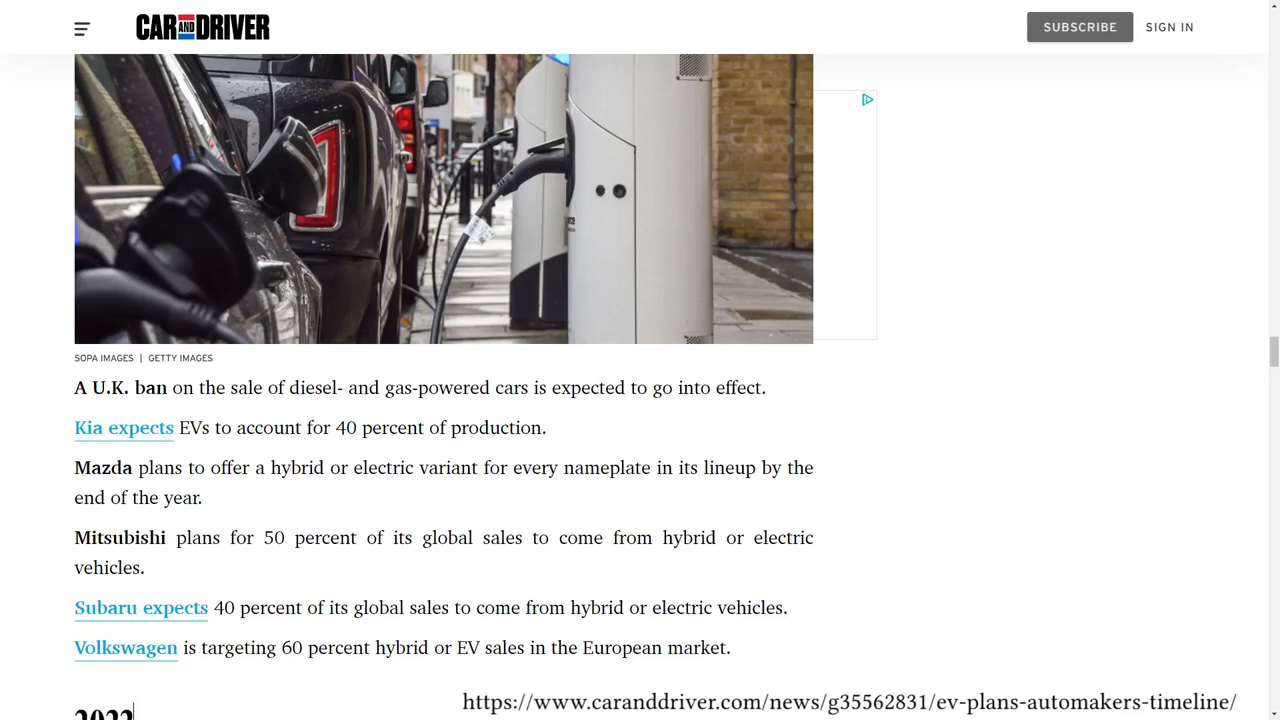 CAR AND DRIVER
SUBSCRIBE
SIGN IN
SOPA IMAGES | GETTY IMAGES
A U.K. ban on the sale of diesel- and gas-powered cars is expected to go into effect.
Kia expects EVs to account for 40 percent of production.
Mazda plans to offer a hybrid or electric variant for every nameplate in its lineup by the
end of the year.
Mitsubishi plans for 50 percent of its global sales to come from hybrid or electric
vehicles.
Subaru expects 40 percent of its global sales to come from hybrid or electric vehicles.
Volkswagen is targeting 60 percent hybrid or EV sales in the European market.
https://www.caranddriver.com/news/g35562831/ev-plans-automakers-timeline/